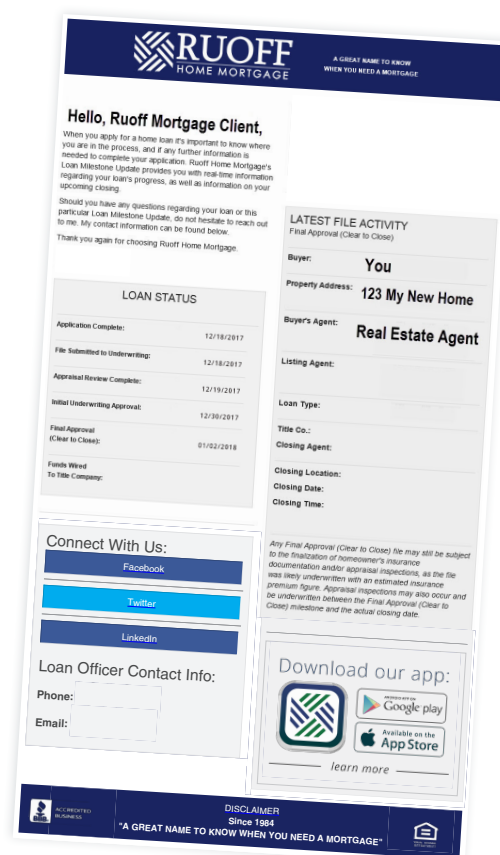 RUOFF
HOME MORTGAGE
A GREAT NAME TO KNOW
WHEN YOU NEED A MORTGAGE
Hello, Ruoff Mortgage Client,
When you apply for a home loan it's important to know where
you are in the process, and if any further information is
needed to complete your application. Ruoff Home Mortgage's
Loan Milestone Update provides you with real-time information
regarding your loan's progress, as well as information on your
upcoming closing.
Should you have any questions regarding your loan or this
particular Loan Milestone Update, do not hesitate to reach out
to me. My contact information can be found below.
Thank you again for choosing Ruoff Home Mortgage.
LOAN STATUS
Application Complete:
12/18/2017
File Submitted to Underwriting:
12/18/2017
Appraisal Review Complete:
12/19/2017
Initial Underwriting Approval:
12/30/2017
Final Approval
(Clear to Close):
01/02/2018
Funds Wired
To Title Company:
LATEST FILE ACTIVITY
Final Approval (Clear to Close)
Buyer:
You
Property Address:
123 My New Home
Buyer's Agent:
Real Estate Agent
Listing Agent:
Loan Type:
Title Co.:
Closing Agent:
Closing Location:
Closing Date:
Closing Time:
Any Final Approval (Clear to Close) file may still be subject
to the finalization of homeowner's insurance
documentation and/or appraisal inspections, as the file
was likely underwritten with an estimated insurance
premium figure. Appraisal inspections may also occur and
be underwritten between the Final Approval (Clear to
Close) milestone and the actual closing date.
Connect With Us:
Facebook
Twitter
LinkedIn
Loan Officer Contact Info:
Phone:
Email:
Download our app:
ANDROID APP ON
Google play
Available on the
App Store
learn more
BBB
ACCREDITED
BUSINESS
DISCLAIMER
Since 1984
"A GREAT NAME TO KNOW WHEN YOU NEED A MORTGAGE"